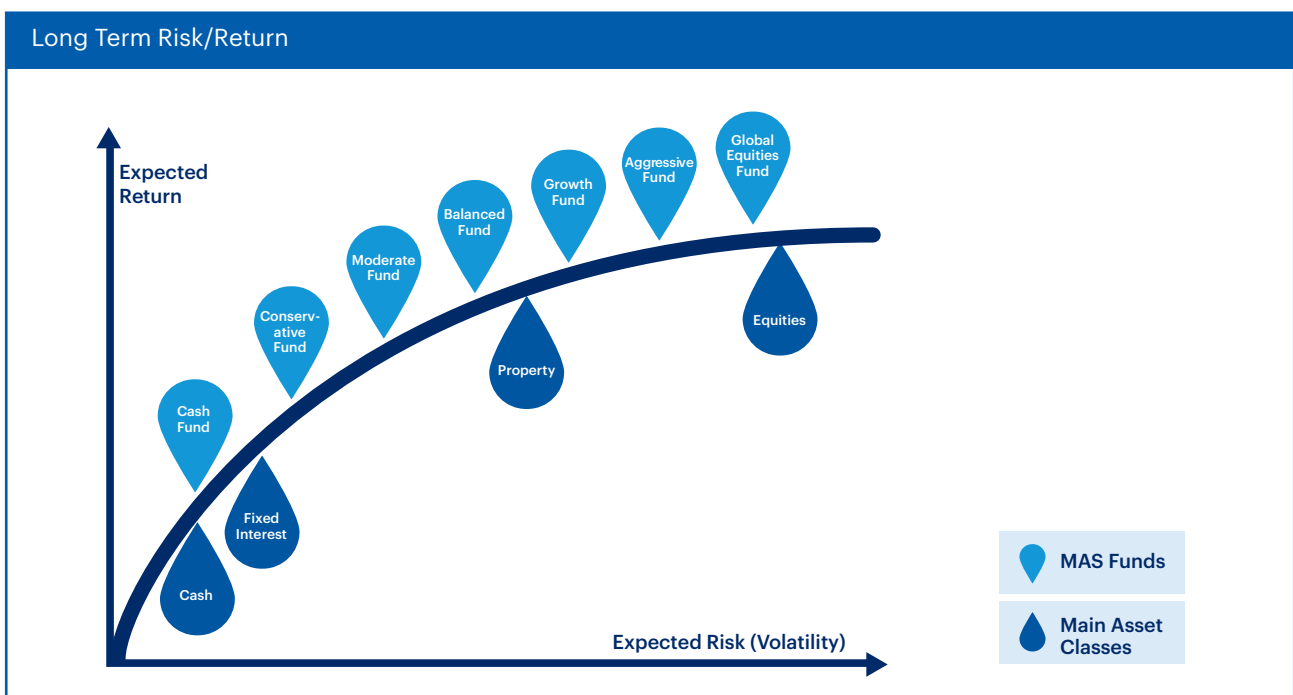 Long Term Risk/Return
Expected
Return
Cash
Fund
Conserv-
ative
Fund
Moderate
Fund
Balanced
Fund
Growth
Fund
Aggressive
Fund
Global
Equities
Fund
Cash
Fixed
Interest
Property
Equities
Expected Risk (Volatility)
MAS Funds
Main Asset
Classes